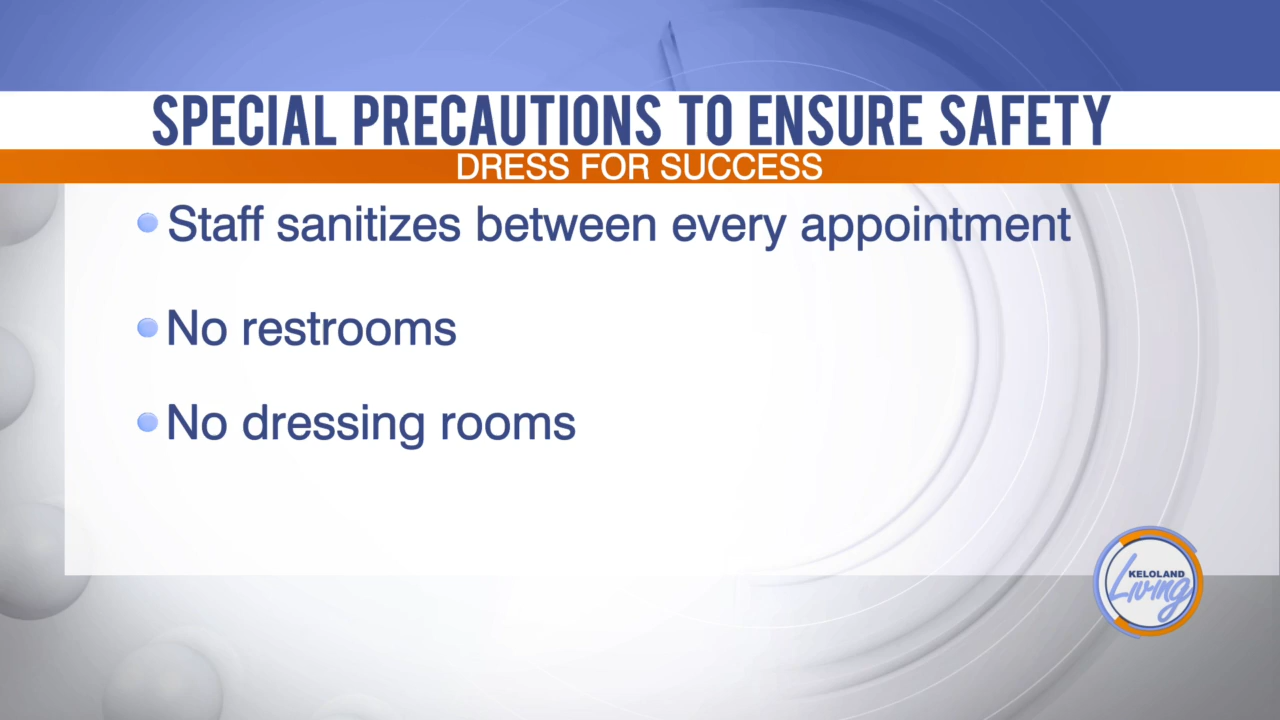 SPECIAL PRECAUTIONS TO ENSURE SAFETY
DRESS FOR SUCCESS
Staff sanitizes between every appointment
No restrooms
No dressing rooms
KELOLAND
Living